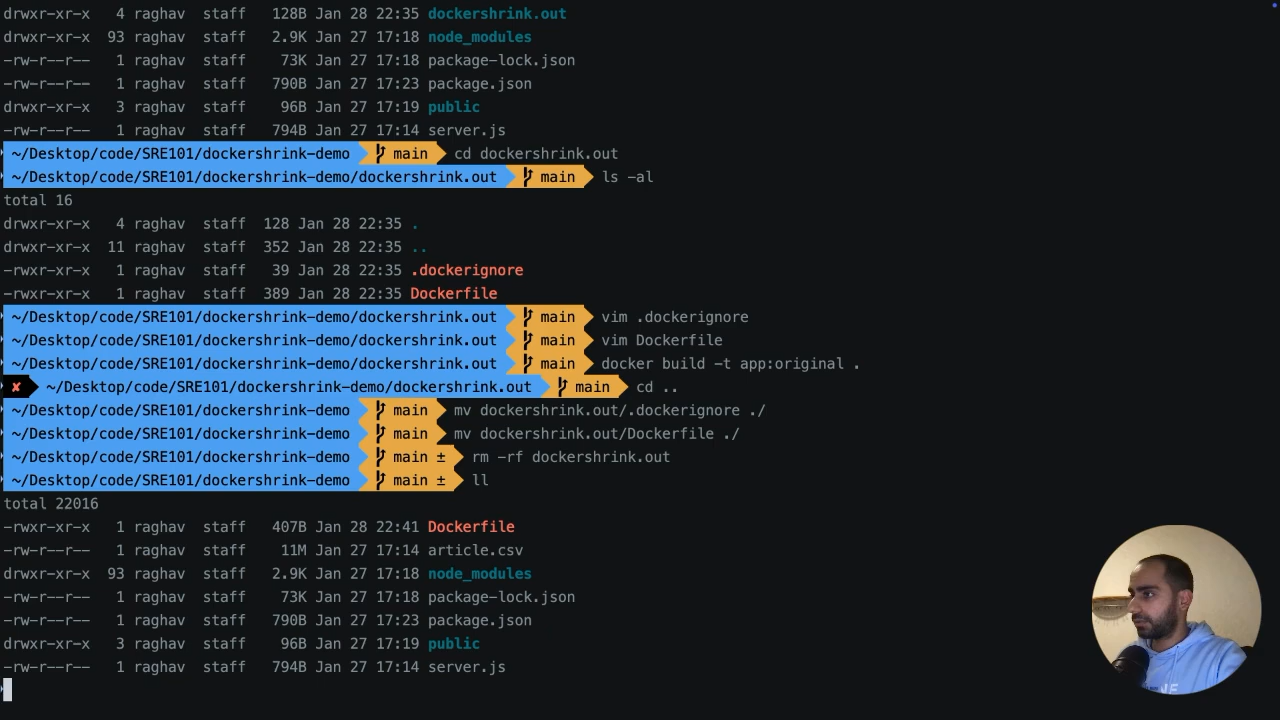 drwxr-xr-x   4 raghav  staff   128B Jan 28 22:35 dockershrink.out
drwxr-xr-x  93 raghav  staff   2.9K Jan 27 17:18 node_modules
-rw-r--r--   1 raghav  staff    73K Jan 27 17:18 package-lock.json
-rw-r--r--   1 raghav  staff   790B Jan 27 17:23 package.json
drwxr-xr-x   3 raghav  staff    96B Jan 27 17:19 public
-rw-r--r--   1 raghav  staff   794B Jan 27 17:14 server.js
~/Desktop/code/SRE101/dockershrink-demo main cd dockershrink.out
~/Desktop/code/SRE101/dockershrink-demo/dockershrink.out main ls -al
total 16
drwxr-xr-x   4 raghav  staff  128 Jan 28 22:35 .
drwxr-xr-x  11 raghav  staff  352 Jan 28 22:35 ..
-rwxr-xr-x   1 raghav  staff   39 Jan 28 22:35 .dockerignore
-rwxr-xr-x   1 raghav  staff  389 Jan 28 22:35 Dockerfile
~/Desktop/code/SRE101/dockershrink-demo/dockershrink.out main vim .dockerignore
~/Desktop/code/SRE101/dockershrink-demo/dockershrink.out main vim Dockerfile
~/Desktop/code/SRE101/dockershrink-demo/dockershrink.out main docker build -t app:original .
✘ ~/Desktop/code/SRE101/dockershrink-demo/dockershrink.out main cd ..
~/Desktop/code/SRE101/dockershrink-demo main mv dockershrink.out/.dockerignore ./
~/Desktop/code/SRE101/dockershrink-demo main mv dockershrink.out/Dockerfile ./
~/Desktop/code/SRE101/dockershrink-demo main ± rm -rf dockershrink.out
~/Desktop/code/SRE101/dockershrink-demo main ± ll
total 22016
-rwxr-xr-x   1 raghav  staff   407B Jan 28 22:41 Dockerfile
-rw-r--r--   1 raghav  staff    11M Jan 27 17:14 article.csv
drwxr-xr-x  93 raghav  staff   2.9K Jan 27 17:18 node_modules
-rw-r--r--   1 raghav  staff    73K Jan 27 17:18 package-lock.json
-rw-r--r--   1 raghav  staff   790B Jan 27 17:23 package.json
drwxr-xr-x   3 raghav  staff    96B Jan 27 17:19 public
-rw-r--r--   1 raghav  staff   794B Jan 27 17:14 server.js